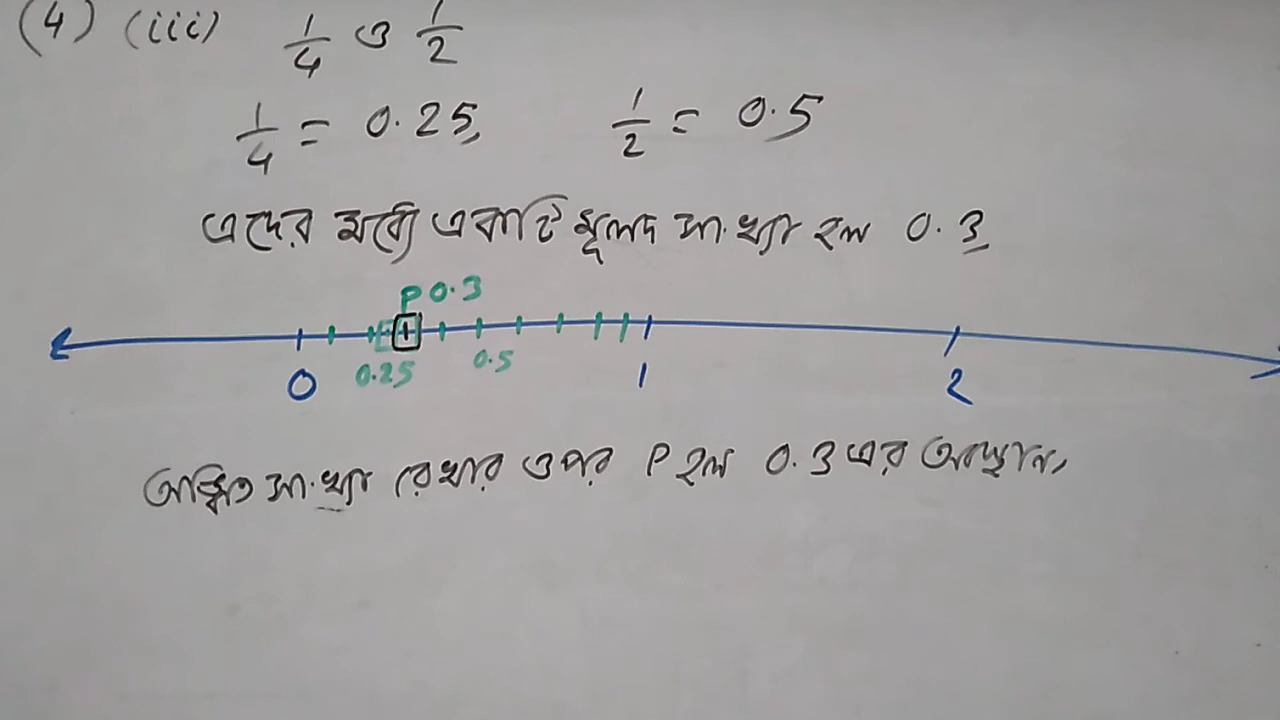 (4) (iii) 1/4 ও 1/2
1/4 = 0.25, 1/2 = 0.5
এদের মধ্যে একটি মূলদ সংখ্যা হল 0.3
P 0.3
0 0.25 0.5 1 2
অঙ্কিত সংখ্যা রেখার ওপর P হল 0.3 এর অবস্থান,